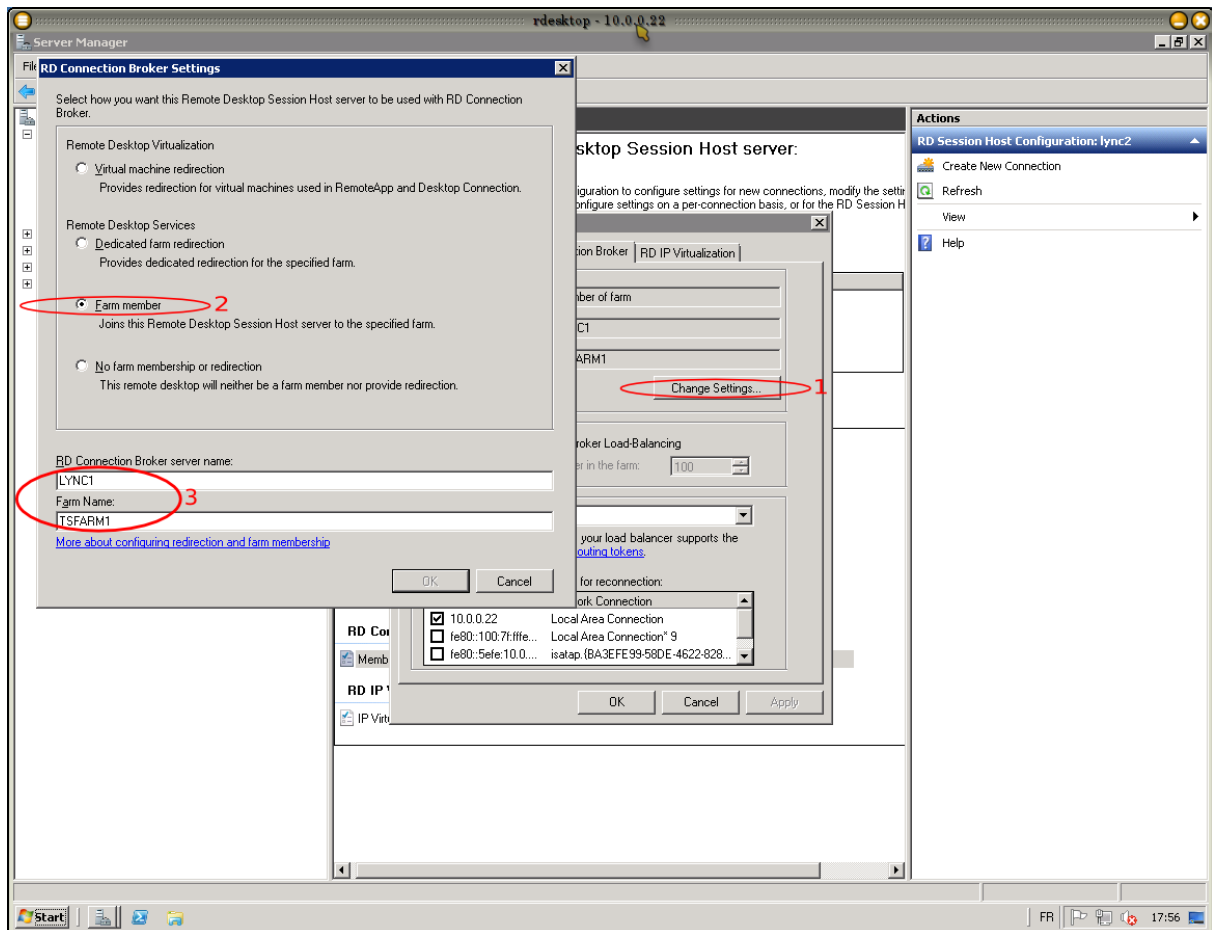 rdesktop - 10.0.0.22
Server Manager
RD Connection Broker Settings
Select how you want this Remote Desktop Session Host server to be used with RD Connection
Broker.
Remote Desktop Virtualization
Virtual machine redirection
Provides redirection for virtual machines used in RemoteApp and Desktop Connection.
Remote Desktop Services
Dedicated farm redirection
Provides dedicated redirection for the specified farm.
Farm member
2
Joins this Remote Desktop Session Host server to the specified farm.
No farm membership or redirection
This remote desktop will neither be a farm member nor provide redirection.
RD Connection Broker server name:
LYNC1
3
Farm Name:
TSFARM1
More about configuring redirection and farm membership
OK Cancel
sktop Session Host server:
iguration to configure settings for new connections, modify the settin
onfigure settings on a per-connection basis, or for the RD Session H
tion Broker RD IP Virtualization
nber of farm
C1
ARM1
Change Settings...
1
roker Load-Balancing
er in the farm: 100
your load balancer supports the
outing tokens.
for reconnection:
ork Connection
10.0.0.22 Local Area Connection
fe80::100:7f:fffe... Local Area Connection* 9
fe80::5efe:10.0.... isatap.{BA3EFE99-58DE-4622-828...
OK Cancel Apply
RD Co
Memb
RD IP
IP Virt
Actions
RD Session Host Configuration: lync2
Create New Connection
Refresh
View
Help
Start
FR
17:56